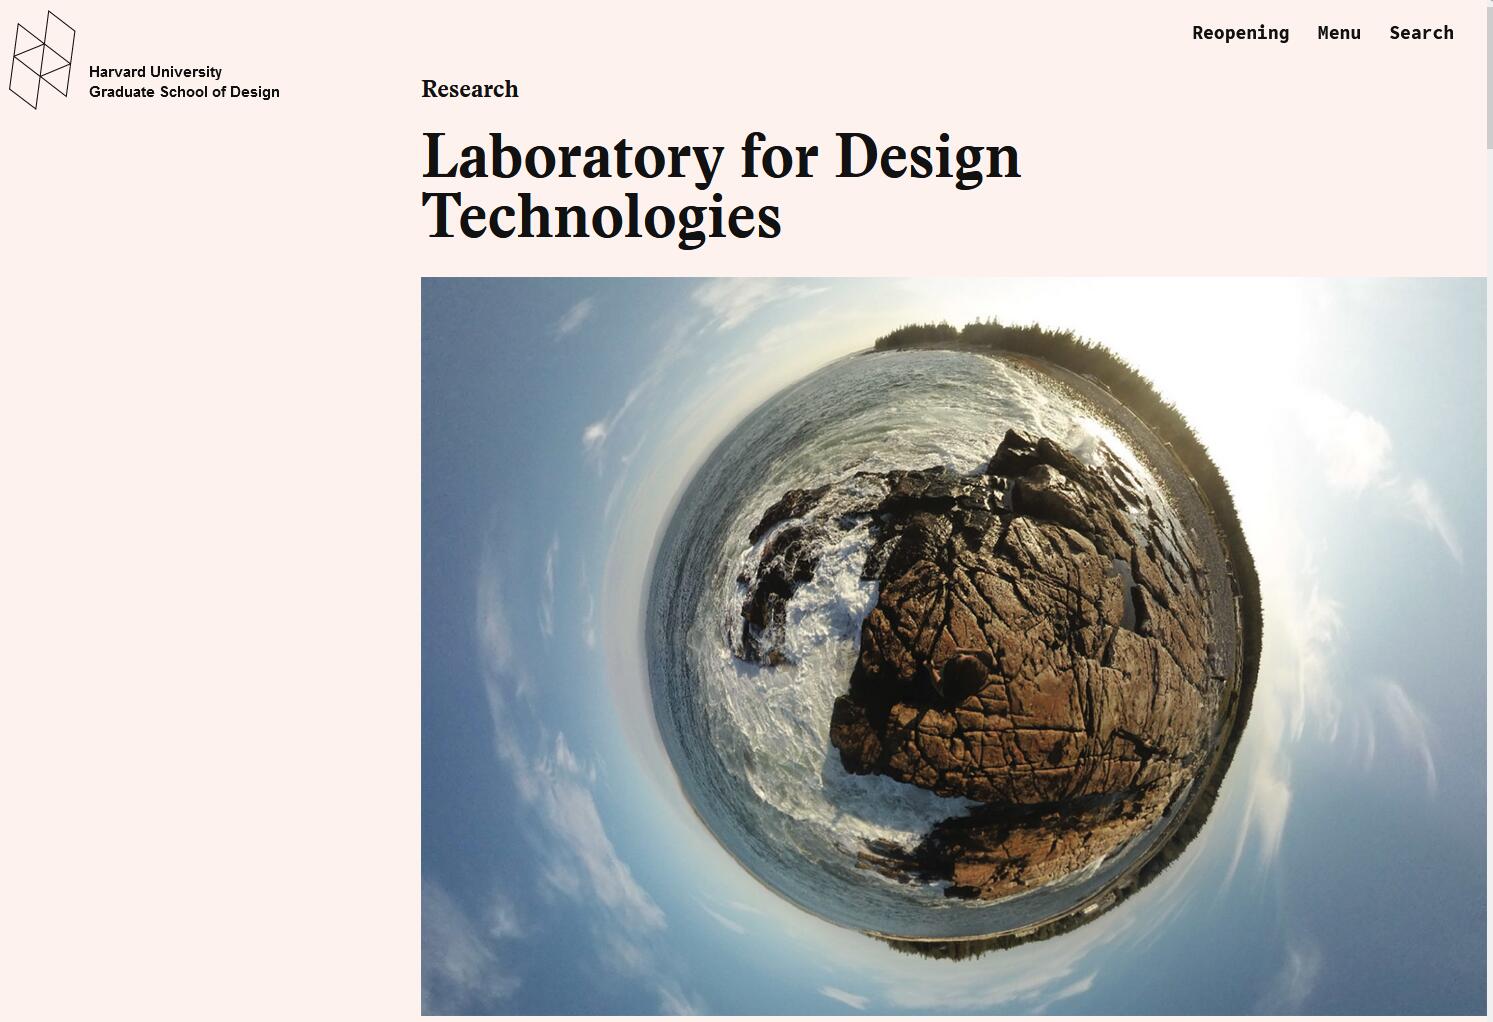 Reopening Menu Search
Harvard University
Graduate School of Design
Research
Laboratory for Design
Technologies